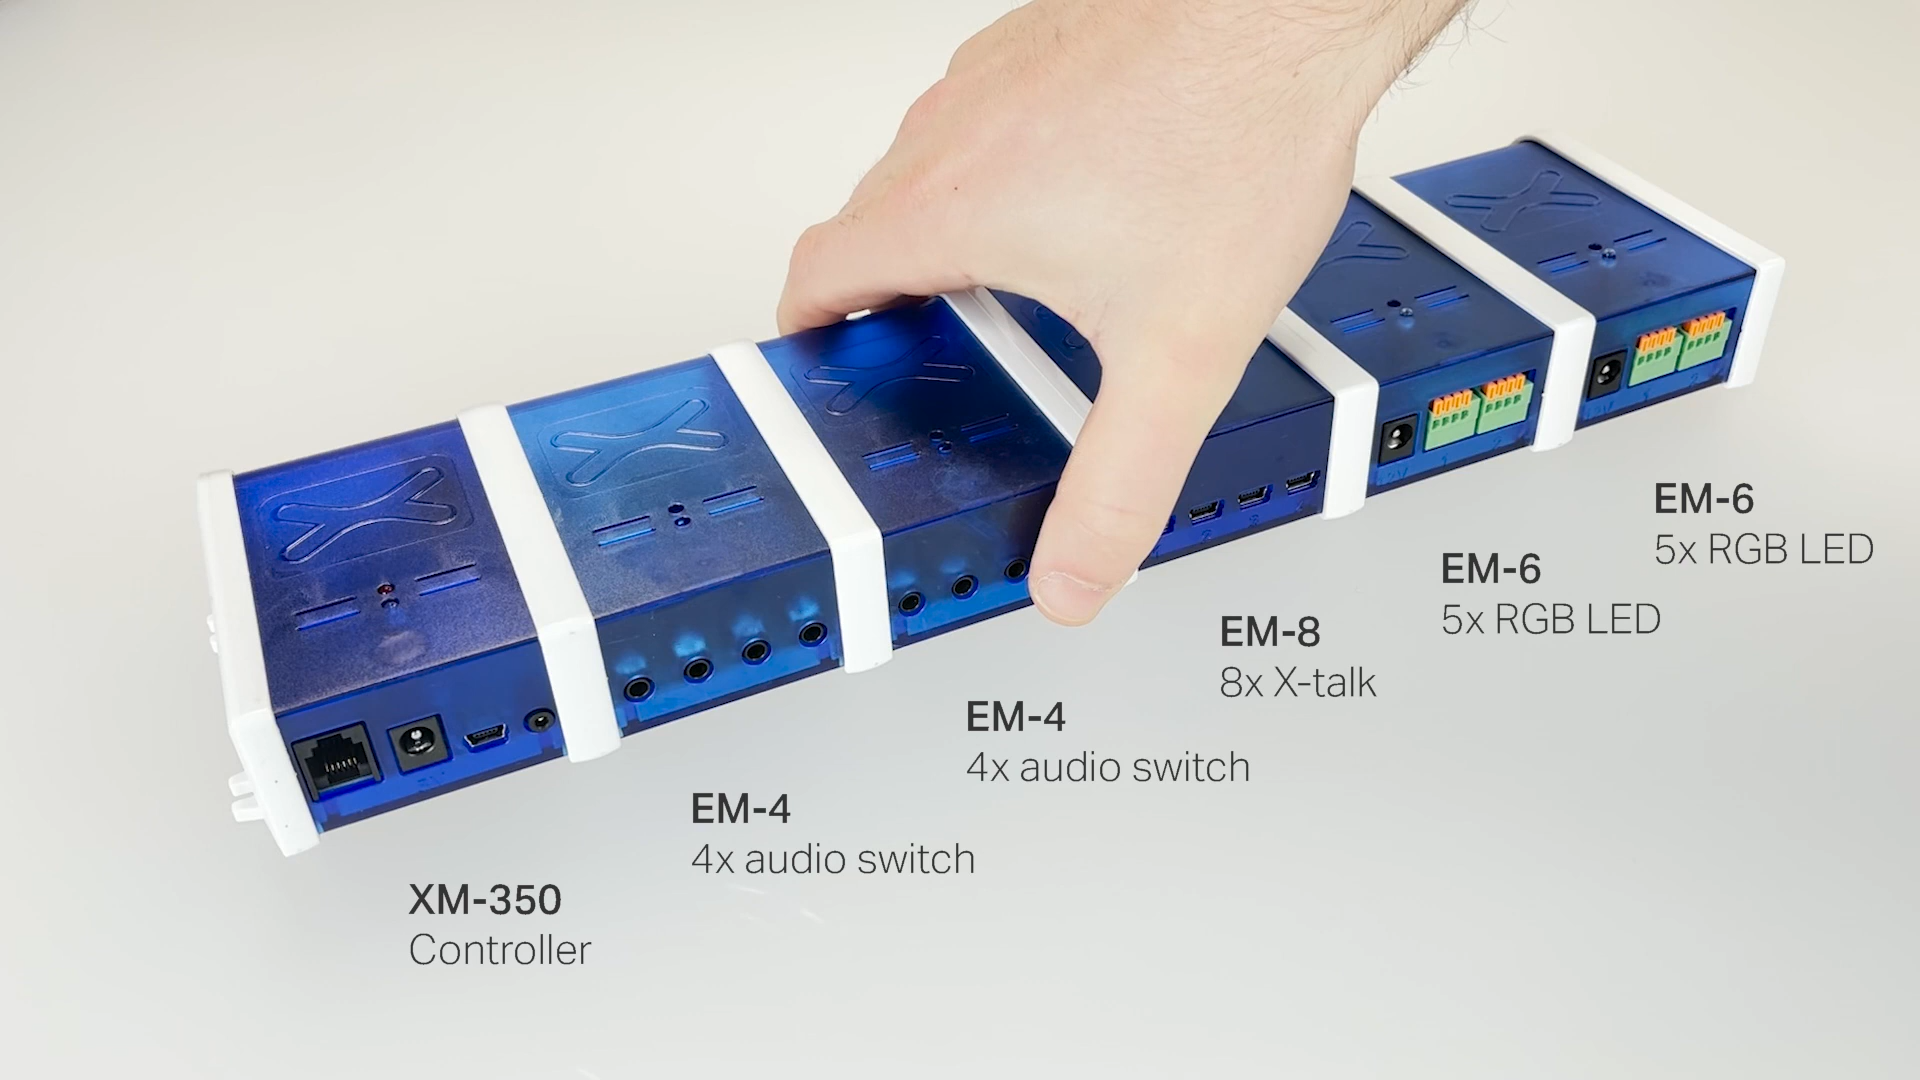 XM-350
Controller
EM-4
4x audio switch
EM-4
4x audio switch
EM-8
8x X-talk
EM-6
5x RGB LED
EM-6
5x RGB LED